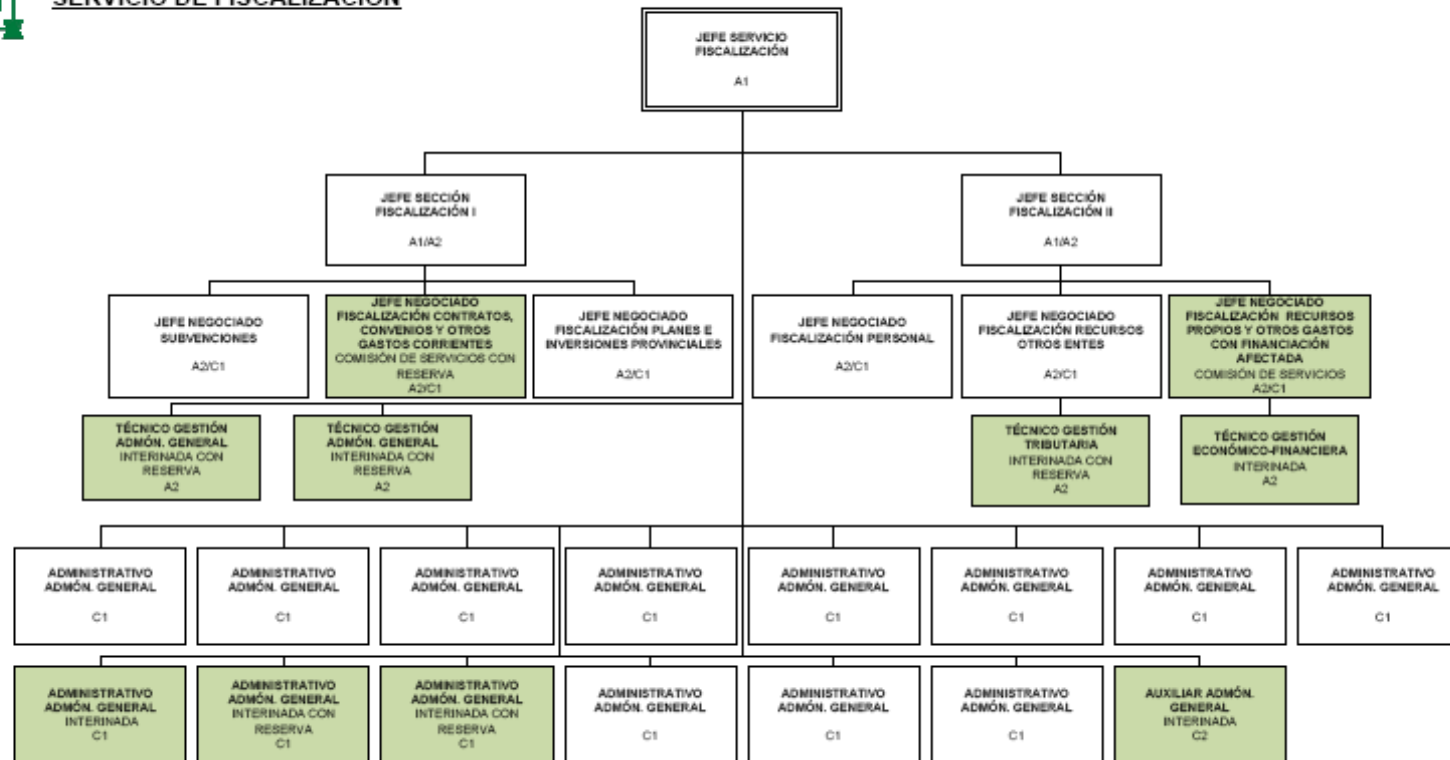 SERVICIO DE FISCALIZACIÓN
JEFE SERVICIO
FISCALIZACIÓN
A1
JEFE SECCIÓN
FISCALIZACIÓN I
A1/A2
JEFE SECCIÓN
FISCALIZACIÓN II
A1/A2
JEFE NEGOCIADO
SUBVENCIONES
A2/C1
JEFE NEGOCIADO
FISCALIZACIÓN CONTRATOS,
CONVENIOS Y OTROS
GASTOS CORRIENTES
COMISIÓN DE SERVICIOS CON
RESERVA
A2/C1
JEFE NEGOCIADO
FISCALIZACIÓN PLANES E
INVERSIONES PROVINCIALES
A2/C1
JEFE NEGOCIADO
FISCALIZACIÓN PERSONAL
A2/C1
JEFE NEGOCIADO
FISCALIZACIÓN RECURSOS
OTROS ENTES
A2/C1
JEFE NEGOCIADO
FISCALIZACIÓN RECURSOS
PROPIOS Y OTROS GASTOS
CON FINANCIACIÓN
AFECTADA
COMISIÓN DE SERVICIOS
A2/C1
TÉCNICO GESTIÓN
ADMÓN. GENERAL
INTERINADA CON
RESERVA
A2
TÉCNICO GESTIÓN
ADMÓN. GENERAL
INTERINADA CON
RESERVA
A2
TÉCNICO GESTIÓN
TRIBUTARIA
INTERINADA CON
RESERVA
A2
TÉCNICO GESTIÓN
ECONÓMICO-FINANCIERA
INTERINADA
A2
ADMINISTRATIVO
ADMÓN. GENERAL
C1
ADMINISTRATIVO
ADMÓN. GENERAL
C1
ADMINISTRATIVO
ADMÓN. GENERAL
C1
ADMINISTRATIVO
ADMÓN. GENERAL
C1
ADMINISTRATIVO
ADMÓN. GENERAL
C1
ADMINISTRATIVO
ADMÓN. GENERAL
C1
ADMINISTRATIVO
ADMÓN. GENERAL
C1
ADMINISTRATIVO
ADMÓN. GENERAL
C1
ADMINISTRATIVO
ADMÓN. GENERAL
INTERINADA
C1
ADMINISTRATIVO
ADMÓN. GENERAL
INTERINADA CON
RESERVA
C1
ADMINISTRATIVO
ADMÓN. GENERAL
INTERINADA CON
RESERVA
C1
ADMINISTRATIVO
ADMÓN. GENERAL
C1
ADMINISTRATIVO
ADMÓN. GENERAL
C1
ADMINISTRATIVO
ADMÓN. GENERAL
C1
AUXILIAR ADMÓN.
GENERAL
INTERINADA
C2